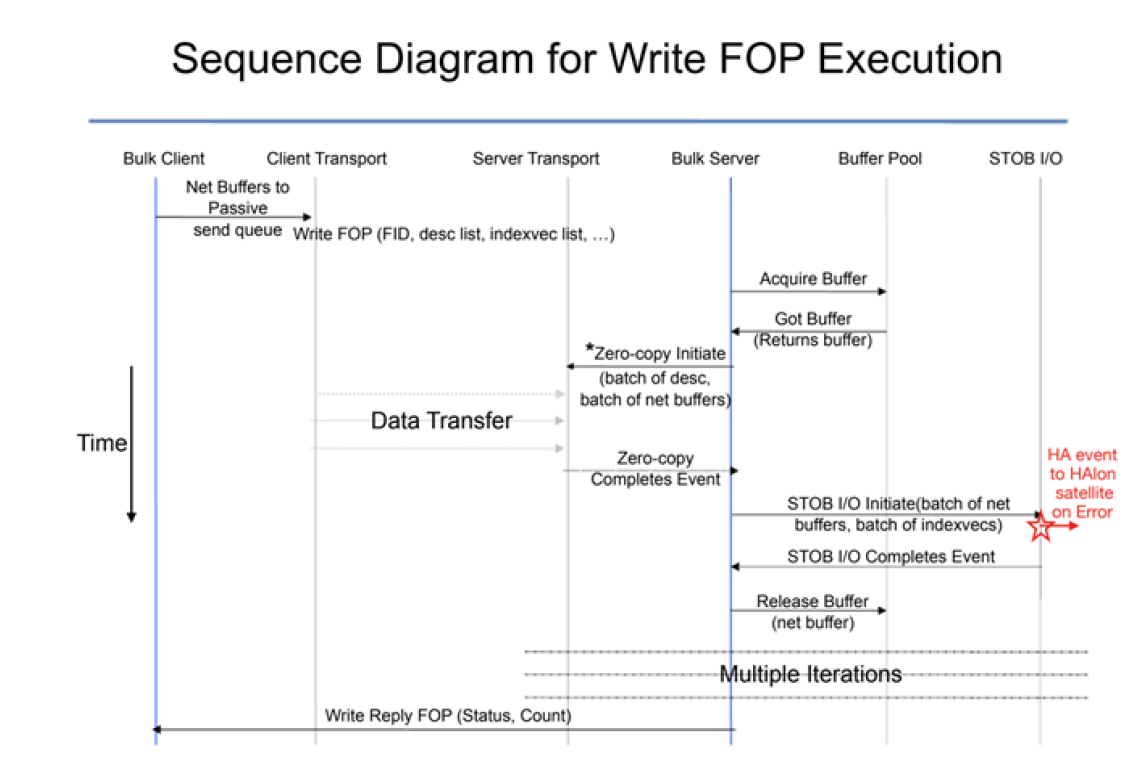 Sequence Diagram for Write FOP Execution
Bulk Client
Client Transport
Server Transport
Bulk Server
Buffer Pool
STOB I/O
Net Buffers to
Passive
send queue
Write FOP (FID, desc list, indexvec list, ...)
Acquire Buffer
Got Buffer
(Returns buffer)
*Zero-copy Initiate
(batch of desc,
batch of net buffers)
Data Transfer
Time
Zero-copy
Completes Event
HA event
to HAlon
satellite
on Error
STOB I/O Initiate(batch of net
buffers, batch of indexvecs)
STOB I/O Completes Event
Release Buffer
(net buffer)
Multiple Iterations
Write Reply FOP (Status, Count)